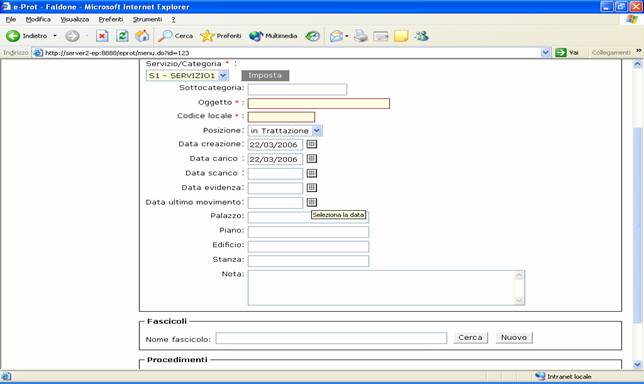 e-Prot - Faldone - Microsoft Internet Explorer
File Modifica Visualizza Preferiti Strumenti ?
Indietro Cerca Preferiti Multimedia
Indirizzo http://server2-ep:8888/eprot/menu.do?id=123 Vai Collegamenti »
Servizio/Categoria * :
S1 - SERVIZIO1 Imposta
Sottocategoria:
Oggetto * :
Codice locale * :
Posizione: in Trattazione
Data creazione: 22/03/2006
Data carico : 22/03/2006
Data scarico :
Data evidenza:
Data ultimo movimento:
Seleziona la data
Palazzo:
Piano:
Edificio:
Stanza:
Nota:
Fascicoli
Nome fascicolo: Cerca Nuovo
Procedimenti
Intranet locale